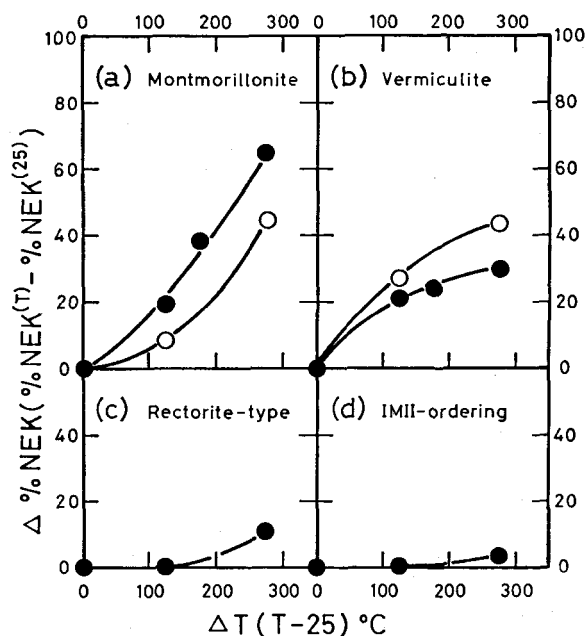 0 100 200 300 0 100 200 300
100 100
(a) Montmorillonite (b) Vermiculite
80 80
60 60
40 40
20 20
0 0
(c) Rectorite-type (d) IMII-ordering
40 40
20 20
0 0
0 100 200 300 0 100 200 300
Δ %NEK(%NEK(T)-%NEK(25))
ΔT(T-25)°C